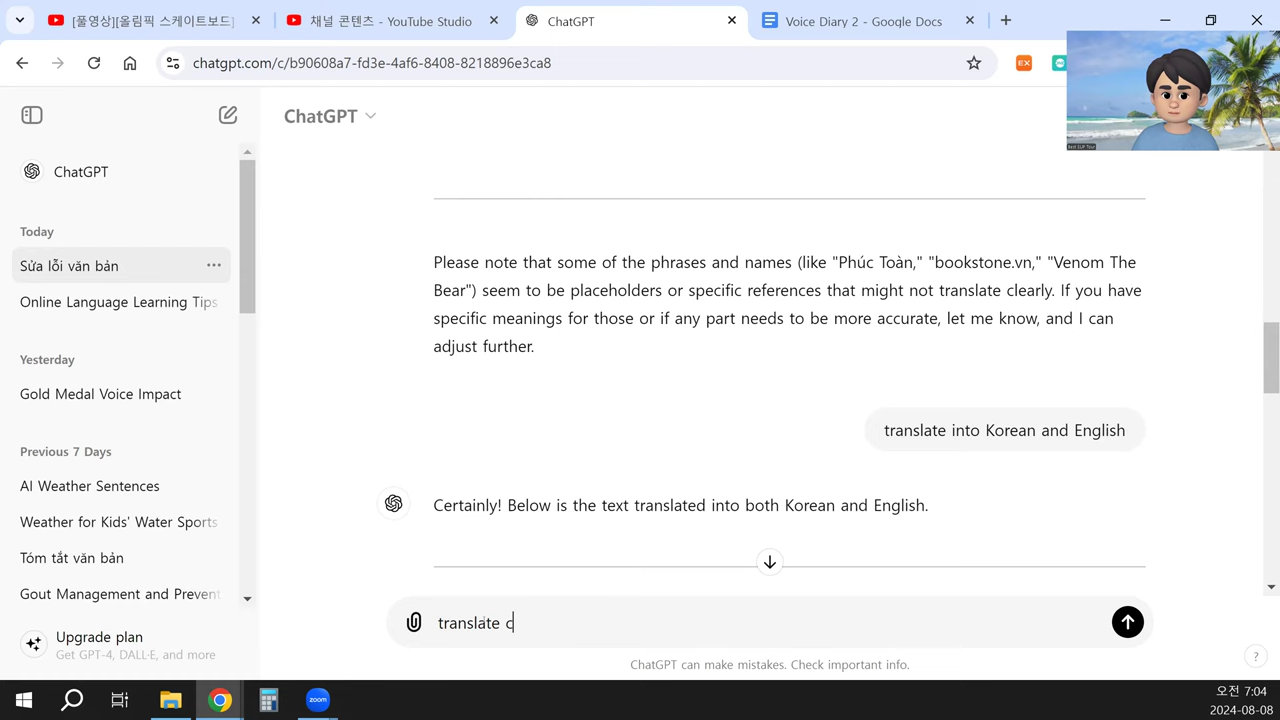 [풀영상][올림픽 스케이트보드]
채널 콘텐츠 - YouTube Studio
ChatGPT
Voice Diary 2 - Google Docs
chatgpt.com/c/b90608a7-fd3e-4af6-8408-8218896e3ca8
EX
ChatGPT
ChatGPT
Today
Sửa lỗi văn bản
Online Language Learning Tips
Yesterday
Gold Medal Voice Impact
Previous 7 Days
AI Weather Sentences
Weather for Kids' Water Sports
Tóm tắt văn bản
Gout Management and Prevent
Upgrade plan
Get GPT-4, DALL·E, and more
Please note that some of the phrases and names (like "Phúc Toàn," "bookstone.vn," "Venom The
Bear") seem to be placeholders or specific references that might not translate clearly. If you have
specific meanings for those or if any part needs to be more accurate, let me know, and I can
adjust further.
translate into Korean and English
Certainly! Below is the text translated into both Korean and English.
translate c
ChatGPT can make mistakes. Check important info.
?
zoom
오전 7:04
2024-08-08